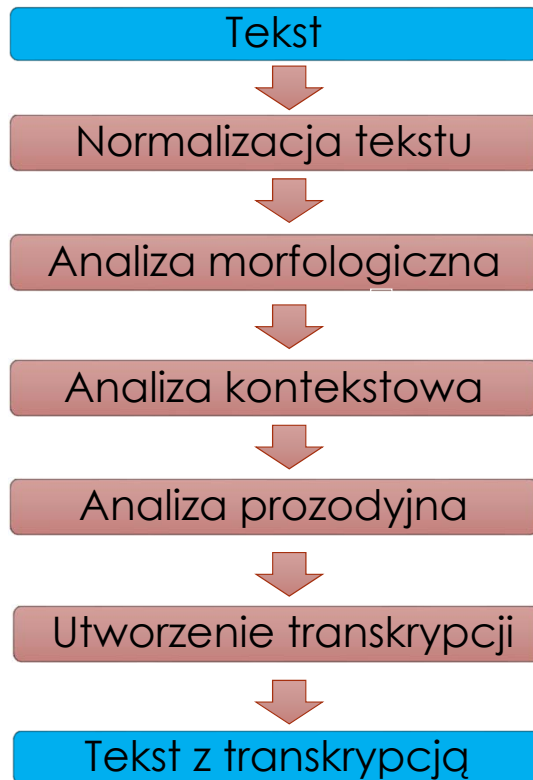 Tekst
Normalizacja tekstu
Analiza morfologiczna
Analiza kontekstowa
Analiza prozodyjna
Utworzenie transkrypcji
Tekst z transkrypcją